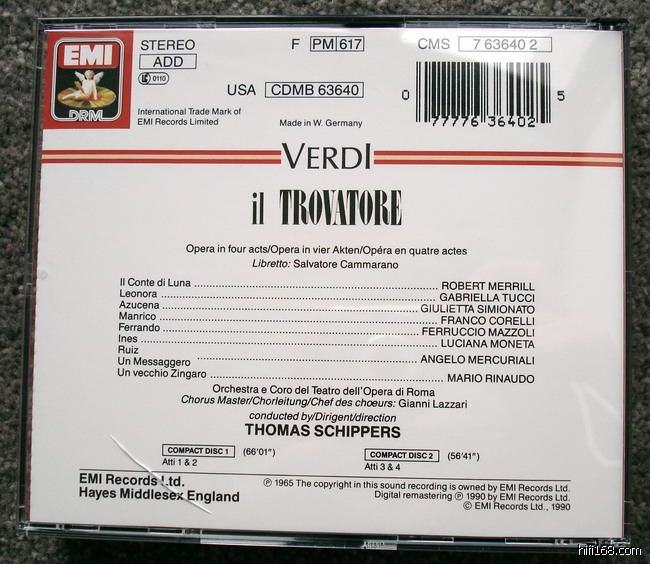 EMI
DRM
STEREO
ADD
0110
F PM 617
CMS 7 63640 2
USA CDMB 63640
0 77776 36402 5
International Trade Mark of
EMI Records Limited
Made in W. Germany
VERDI
il TROVATORE
Opera in four acts/Opera in vier Akten/Opéra en quatre actes
Libretto: Salvatore Cammarano
Il Conte di Luna ROBERT MERRILL
Leonora GABRIELLA TUCCI
Azucena GIULIETTA SIMIONATO
Manrico FRANCO CORELLI
Ferrando FERRUCCIO MAZZOLI
Ines LUCIANA MONETA
Ruiz
Un Messaggero ANGELO MERCURIALI
Un vecchio Zingaro MARIO RINAUDO
Orchestra e Coro del Teatro dell'Opera di Roma
Chorus Master/Chorleitung/Chef des chœurs: Gianni Lazzari
conducted by/Dirigent/direction
THOMAS SCHIPPERS
COMPACT DISC 1 (66'01")
Atti 1 & 2
COMPACT DISC 2 (56'41")
Atti 3 & 4
EMI Records Ltd.
Hayes Middlesex England
℗ 1965 The copyright in this sound recording is owned by EMI Records Ltd.
Digital remastering ℗ 1990 by EMI Records Ltd.
© EMI Records Ltd., 1990
hifi168.com